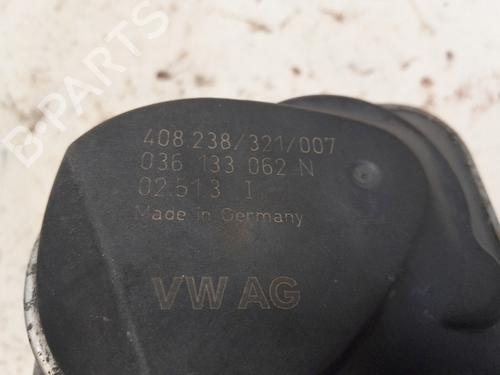 B-PARTS
408.238/321/007
036 133 062 N
02.513 I
Made in Germany
VW AG